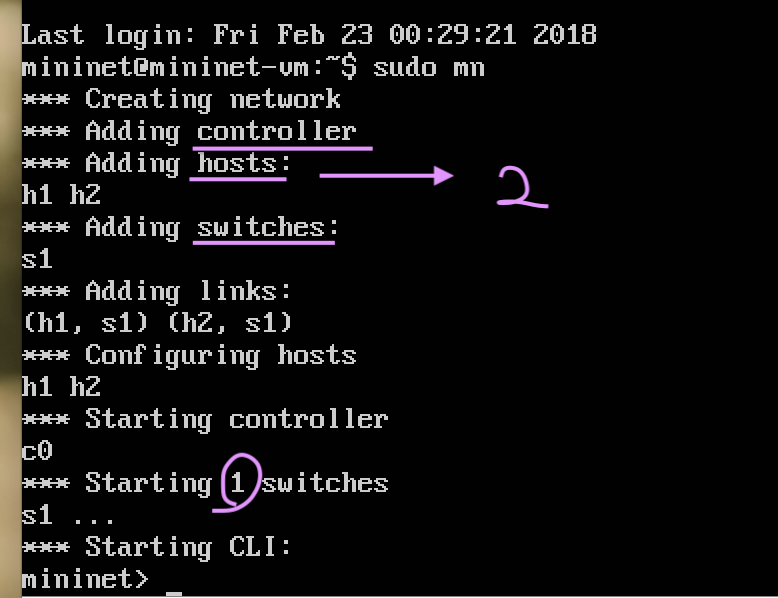 Last login: Fri Feb 23 00:29:21 2018
mininet@mininet-vm:~$ sudo mn
*** Creating network
*** Adding controller
*** Adding hosts: 2
h1 h2
*** Adding switches:
s1
*** Adding links:
(h1, s1) (h2, s1)
*** Configuring hosts
h1 h2
*** Starting controller
c0
*** Starting 1 switches
s1 ...
*** Starting CLI:
mininet>